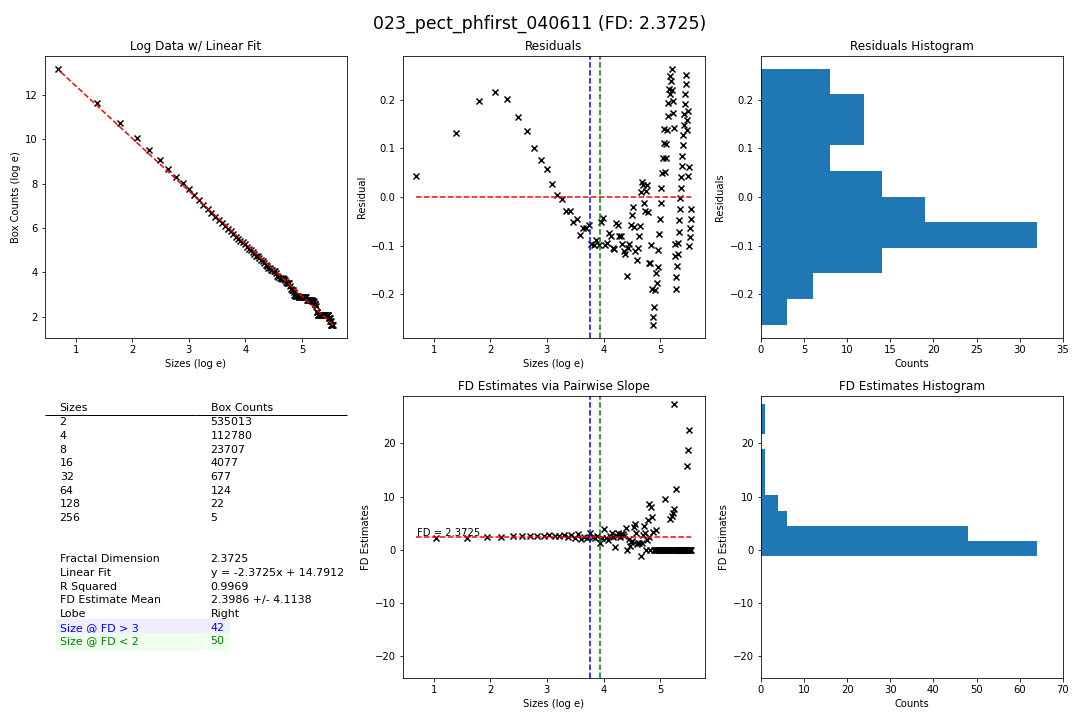 023_pect_phfirst_040611 (FD: 2.3725)
Log Data w/ Linear Fit
Box Counts (log e)
12
10
8
6
4
2
1 2 3 4 5
Sizes (log e)
Residuals
Residual
0.2
0.1
0.0
−0.1
−0.2
1 2 3 4 5
Sizes (log e)
Residuals Histogram
Residuals
0.2
0.1
0.0
−0.1
−0.2
0 5 10 15 20 25 30 35
Counts
Sizes Box Counts
2 535013
4 112780
8 23707
16 4077
32 677
64 124
128 22
256 5
Fractal Dimension 2.3725
Linear Fit y = -2.3725x + 14.7912
R Squared 0.9969
FD Estimate Mean 2.3986 +/- 4.1138
Lobe Right
Size @ FD > 3 42
Size @ FD < 2 50
FD Estimates via Pairwise Slope
FD Estimates
20
10
0
−10
−20
FD = 2.3725
1 2 3 4 5
Sizes (log e)
FD Estimates Histogram
FD Estimates
20
10
0
−10
−20
0 10 20 30 40 50 60 70
Counts